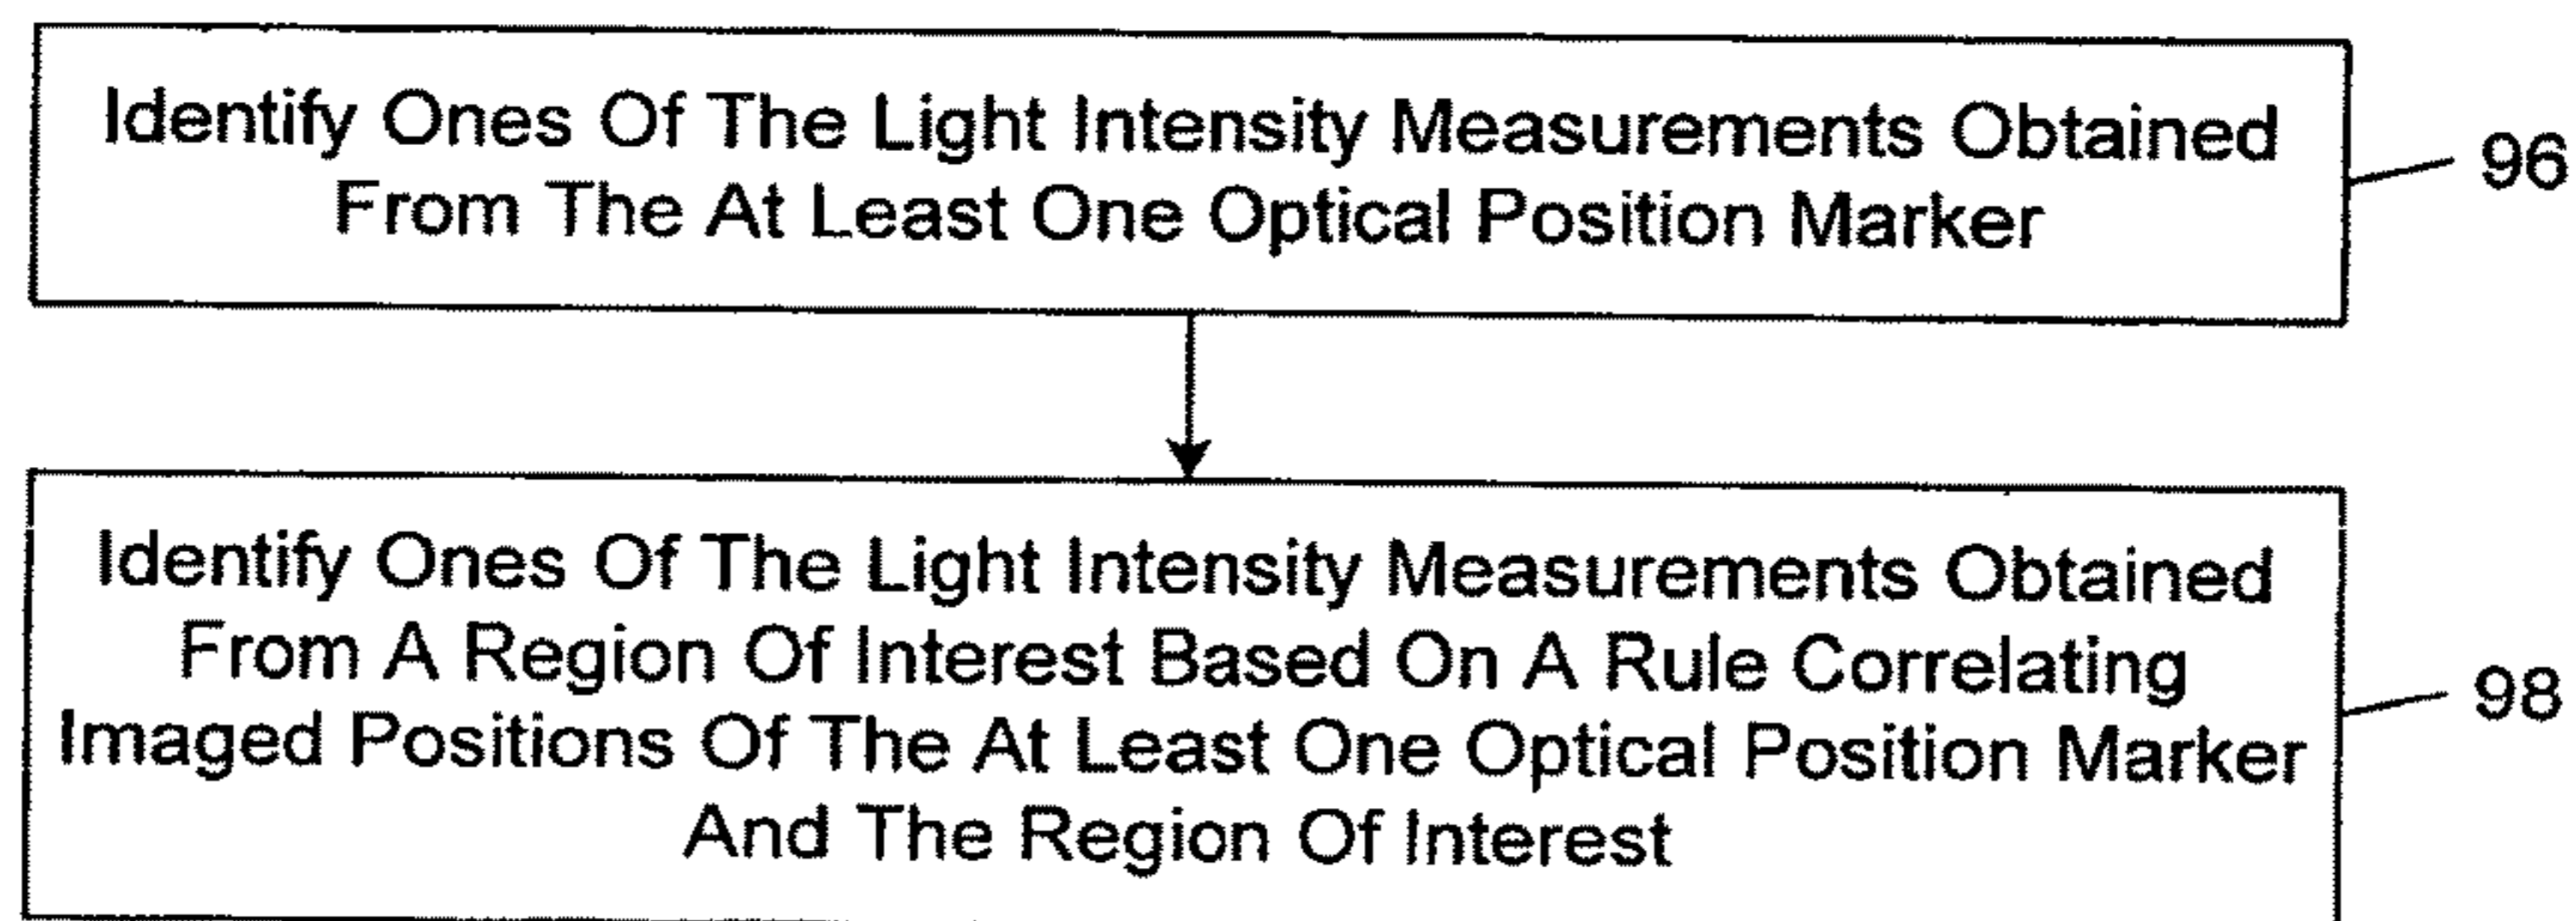 Identify Ones Of The Light Intensity Measurements Obtained
From The At Least One Optical Position Marker
96
Identify Ones Of The Light Intensity Measurements Obtained
From A Region Of Interest Based On A Rule Correlating
Imaged Positions Of The At Least One Optical Position Marker
And The Region Of Interest
98